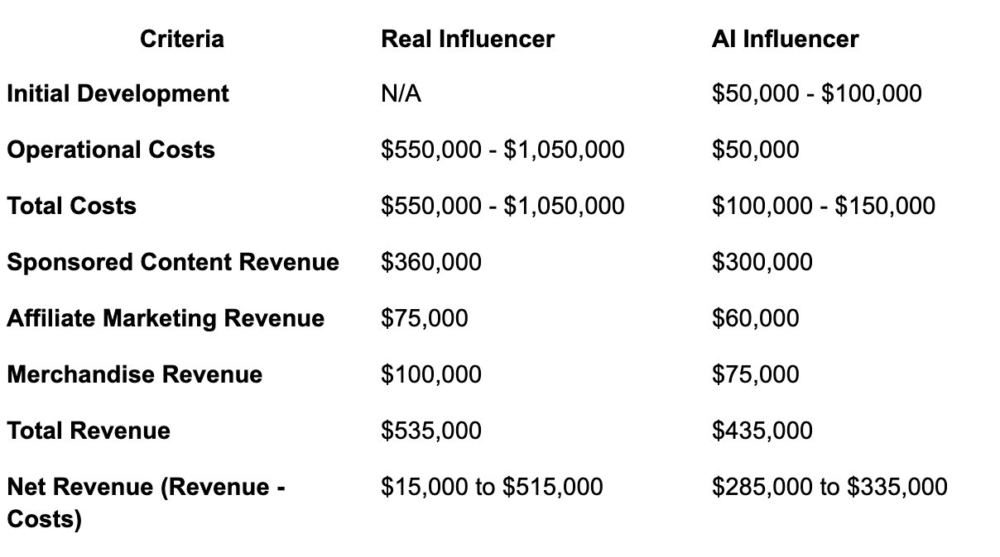 Criteria Real Influencer AI Influencer
Initial Development N/A $50,000 - $100,000
Operational Costs $550,000 - $1,050,000 $50,000
Total Costs $550,000 - $1,050,000 $100,000 - $150,000
Sponsored Content Revenue $360,000 $300,000
Affiliate Marketing Revenue $75,000 $60,000
Merchandise Revenue $100,000 $75,000
Total Revenue $535,000 $435,000
Net Revenue (Revenue - $15,000 to $515,000 $285,000 to $335,000
Costs)